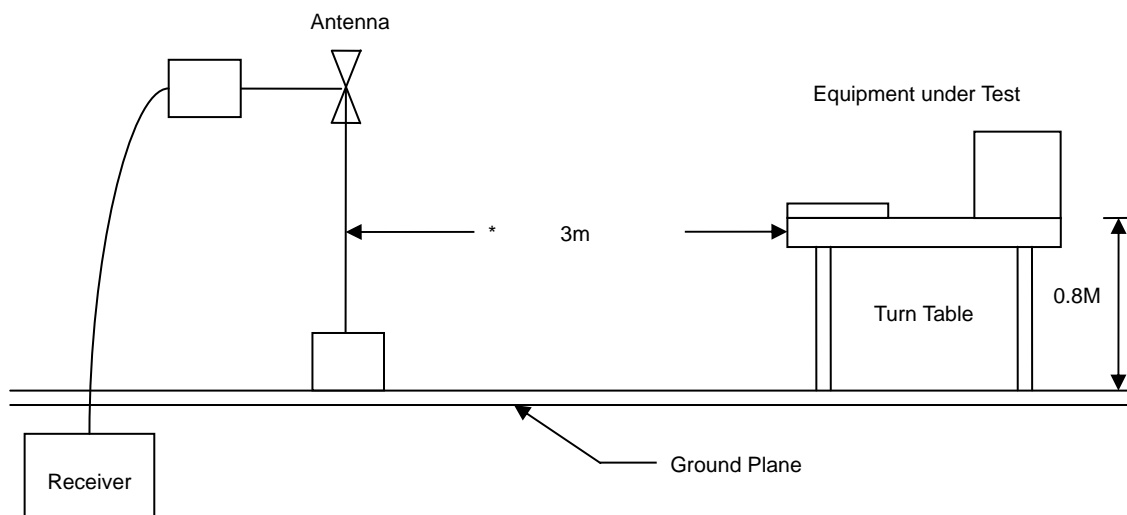 Antenna
Equipment under Test
* 3m
0.8M
Turn Table
Ground Plane
Receiver